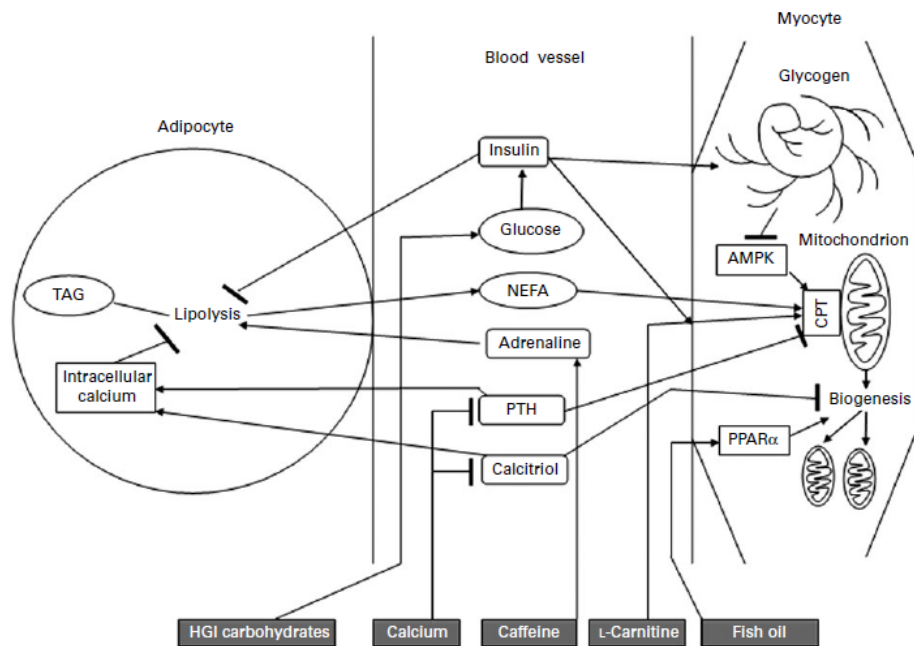 Myocyte
Blood vessel
Glycogen
Adipocyte
Insulin
Glucose
Mitochondrion
AMPK
TAG
NEFA
CPT
Lipolysis
Adrenaline
Intracellular
calcium
PTH
Biogenesis
PPARα
Calcitriol
HGI carbohydrates
Calcium
Caffeine
L-Carnitine
Fish oil